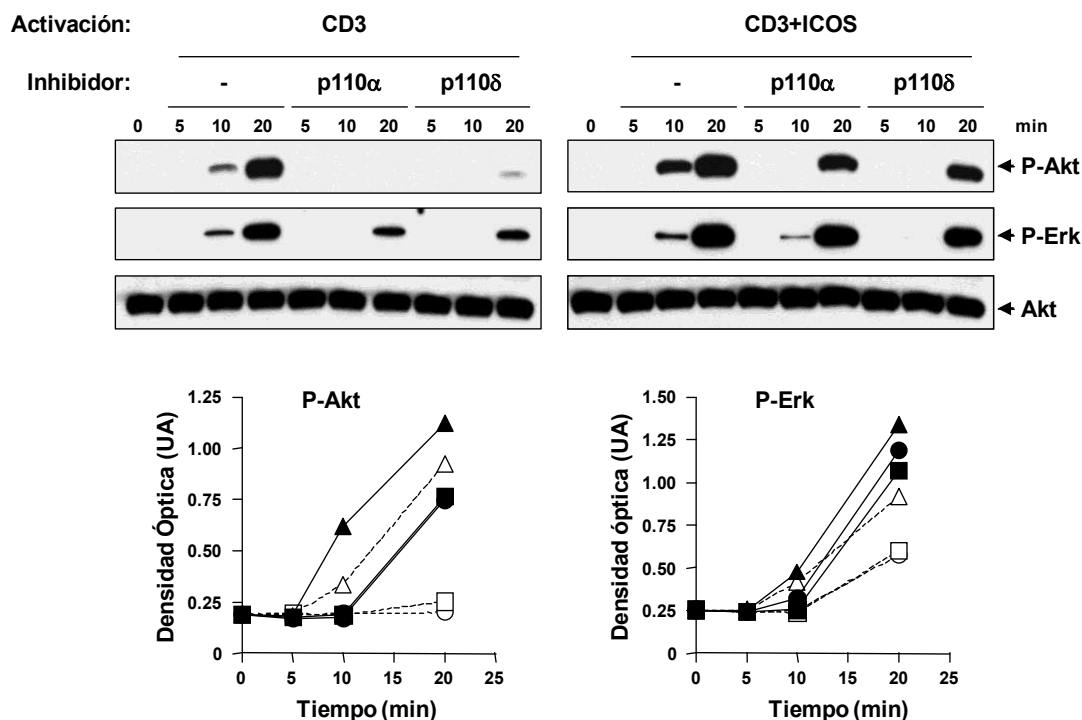 Activación: CD3 CD3+ICOS
Inhibidor: - p110α p110δ - p110α p110δ
0 5 10 20 5 10 20 5 10 20 0 5 10 20 5 10 20 5 10 20 min
P-Akt
P-Erk
Akt
P-Akt
Densidad Óptica (UA)
1.25
1.00
0.75
0.50
0.25
0
0 5 10 15 20 25
Tiempo (min)
P-Erk
Densidad óptica (UA)
1.50
1.25
1.00
0.75
0.50
0.25
0
0 5 10 15 20 25
Tiempo (min)